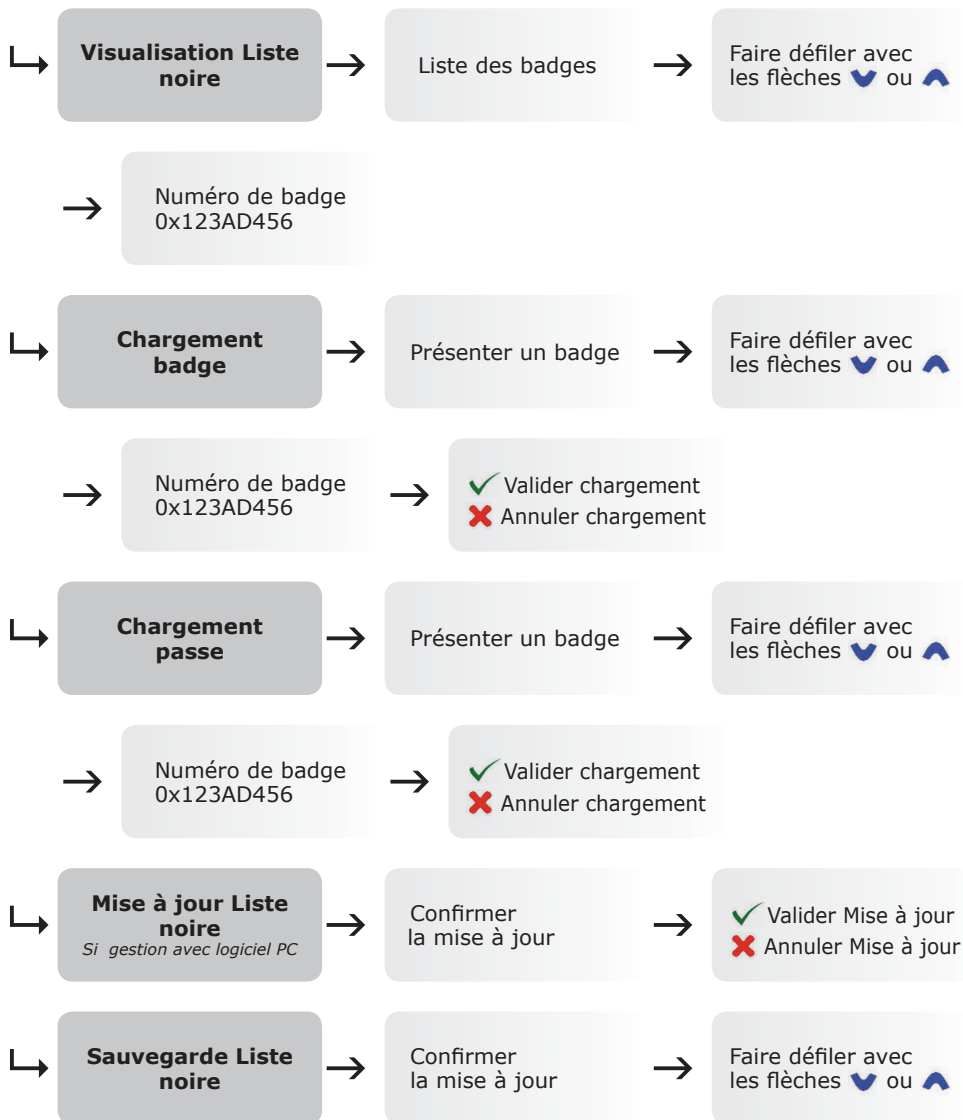 Visualisation Liste
noire
Liste des badges
Faire défiler avec
les flèches ou
Numéro de badge
0x123AD456
Chargement
badge
Présenter un badge
Faire défiler avec
les flèches ou
Numéro de badge
0x123AD456
Valider chargement
Annuler chargement
Chargement
passe
Présenter un badge
Faire défiler avec
les flèches ou
Numéro de badge
0x123AD456
Valider chargement
Annuler chargement
Mise à jour Liste
noire
Si gestion avec logiciel PC
Confirmer
la mise à jour
Valider Mise à jour
Annuler Mise à jour
Sauvegarde Liste
noire
Confirmer
la mise à jour
Faire défiler avec
les flèches ou